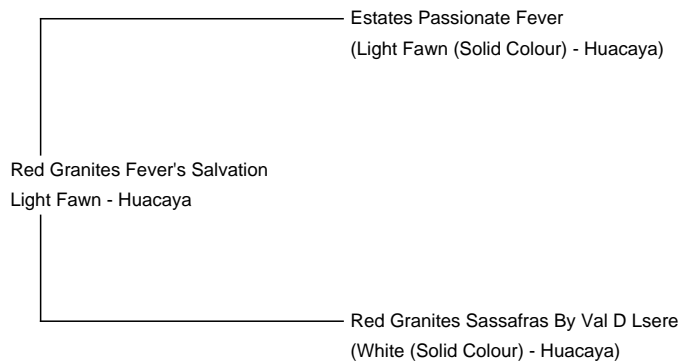 Estates Passionate Fever
(Light Fawn (Solid Colour) - Huacaya)
Red Granites Fever's Salvation
Light Fawn - Huacaya
Red Granites Sassafras By Val D Lsere
(White (Solid Colour) - Huacaya)